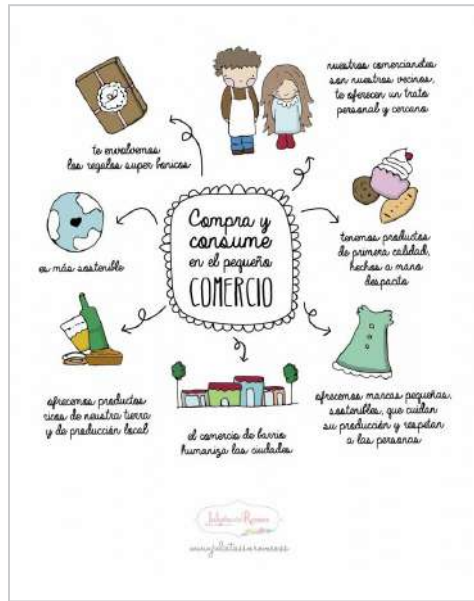 nuestros comerciantes
son nuestros vecinos,
te ofrecen un trato
personal y cercano
te envolvemos
los regalos super bonicos
Compra y
consume
en el pequeño
COMERCIO
es más sostenible
tenemos productos
de primera calidad,
hechos a mano
despacito
ofrecemos productos
ricos de nuestra tierra
y de producción local
el comercio de barrio
humaniza las ciudades
ofrecemos marcas pequeñas,
sostenibles, que cuidan
su producción y respetan
a las personas